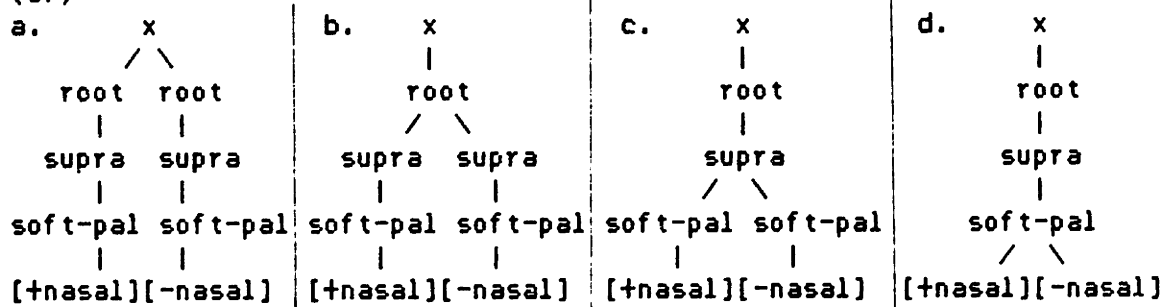 a. x b. x c. x d. x
/ \ | | |
root root root root root
| | / \ | |
supra supra supra supra supra supra
| | | | / \ |
soft-pal soft-pal soft-pal soft-pal soft-pal soft-pal soft-pal
| | | | | | / \
[+nasal][-nasal] [+nasal][-nasal] [+nasal][-nasal] [+nasal][-nasal]